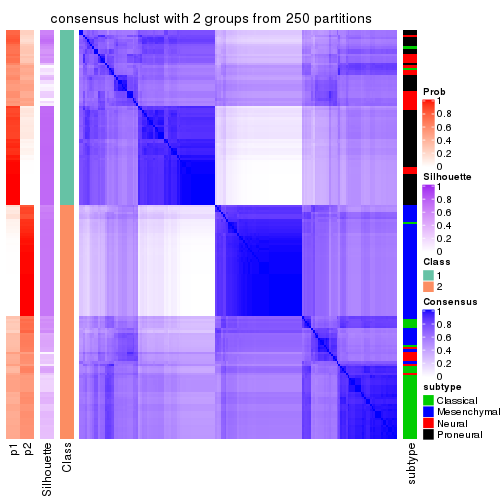 consensus hclust with 2 groups from 250 partitions
Prob
1
0.8
0.6
0.4
0.2
0
Silhouette
1
0.8
0.6
0.4
0.2
0
Class
1
2
Consensus
1
0.8
0.6
0.4
0.2
0
subtype
Classical
Mesenchymal
Neural
Proneural
p1
p2
Silhouette
Class
subtype